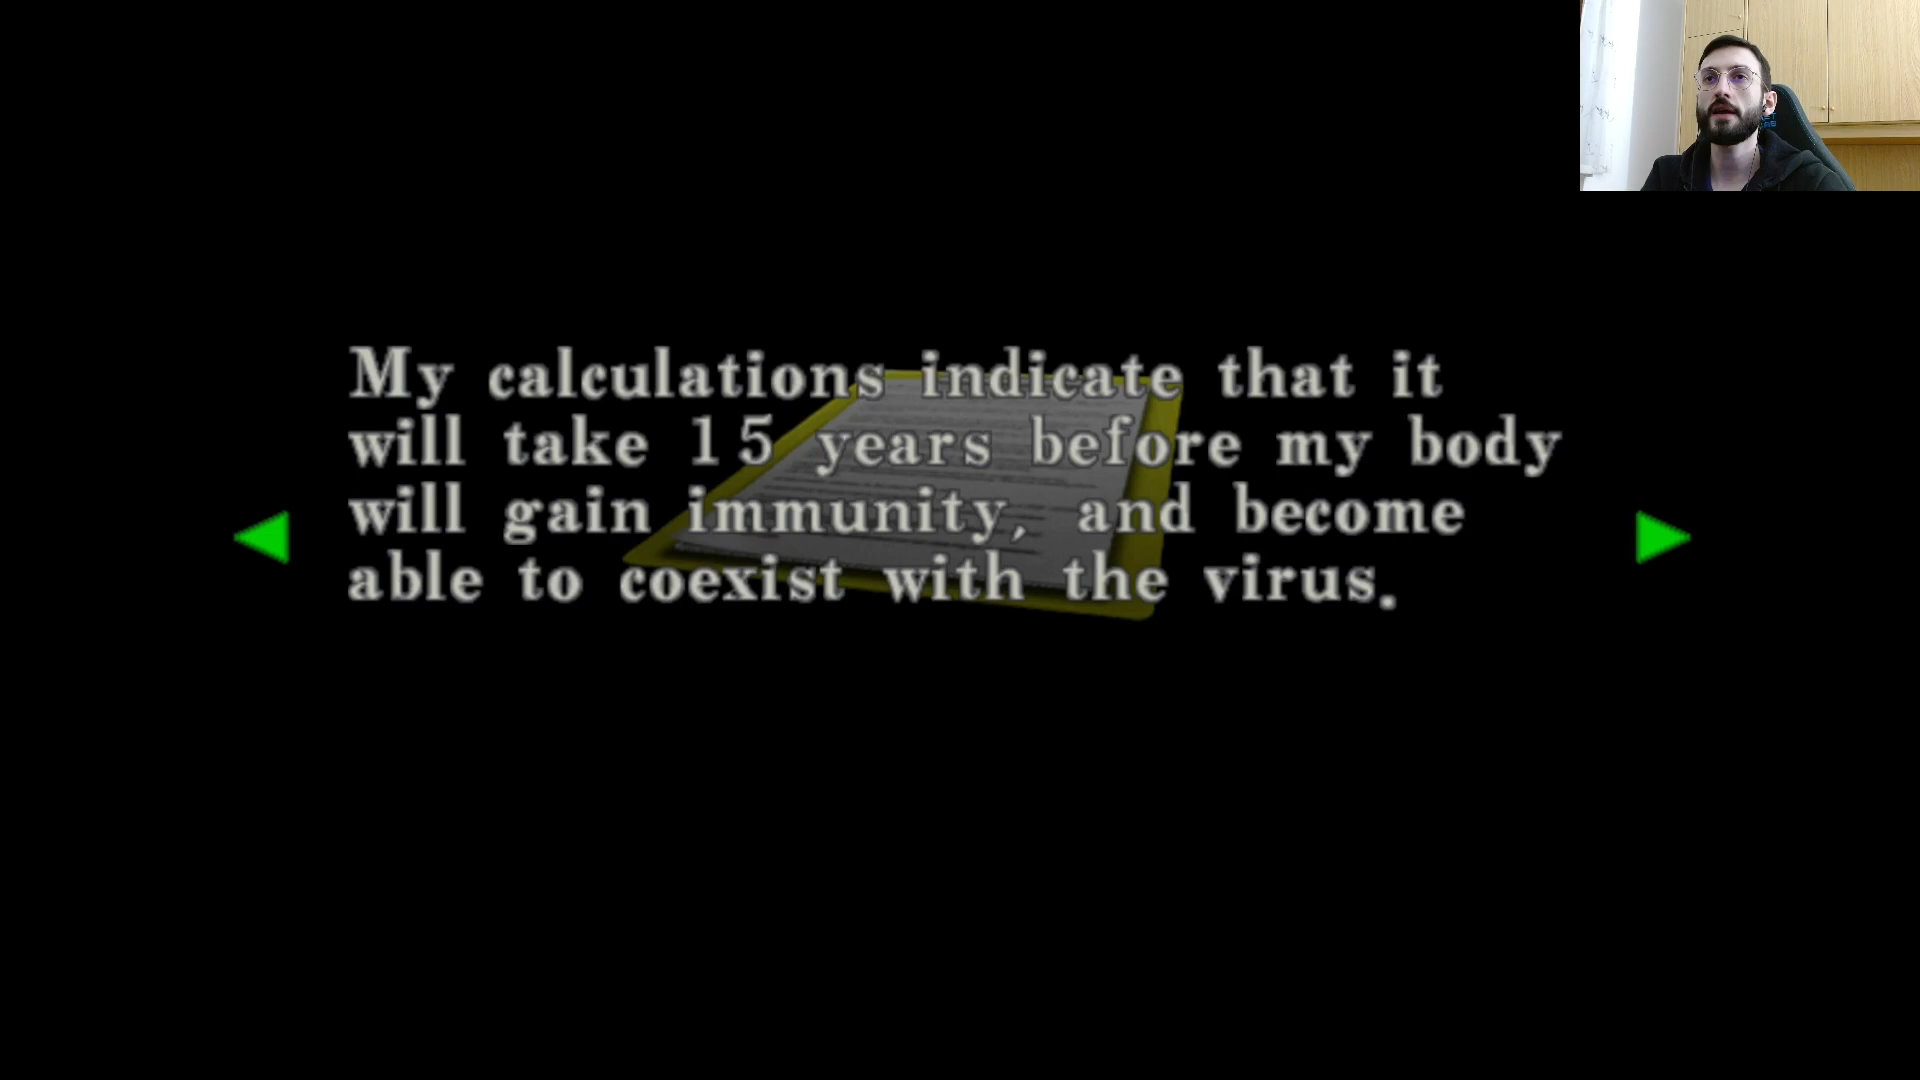 My calculations indicate that it
will take 15 years before my body
will gain immunity, and become
able to coexist with the virus.